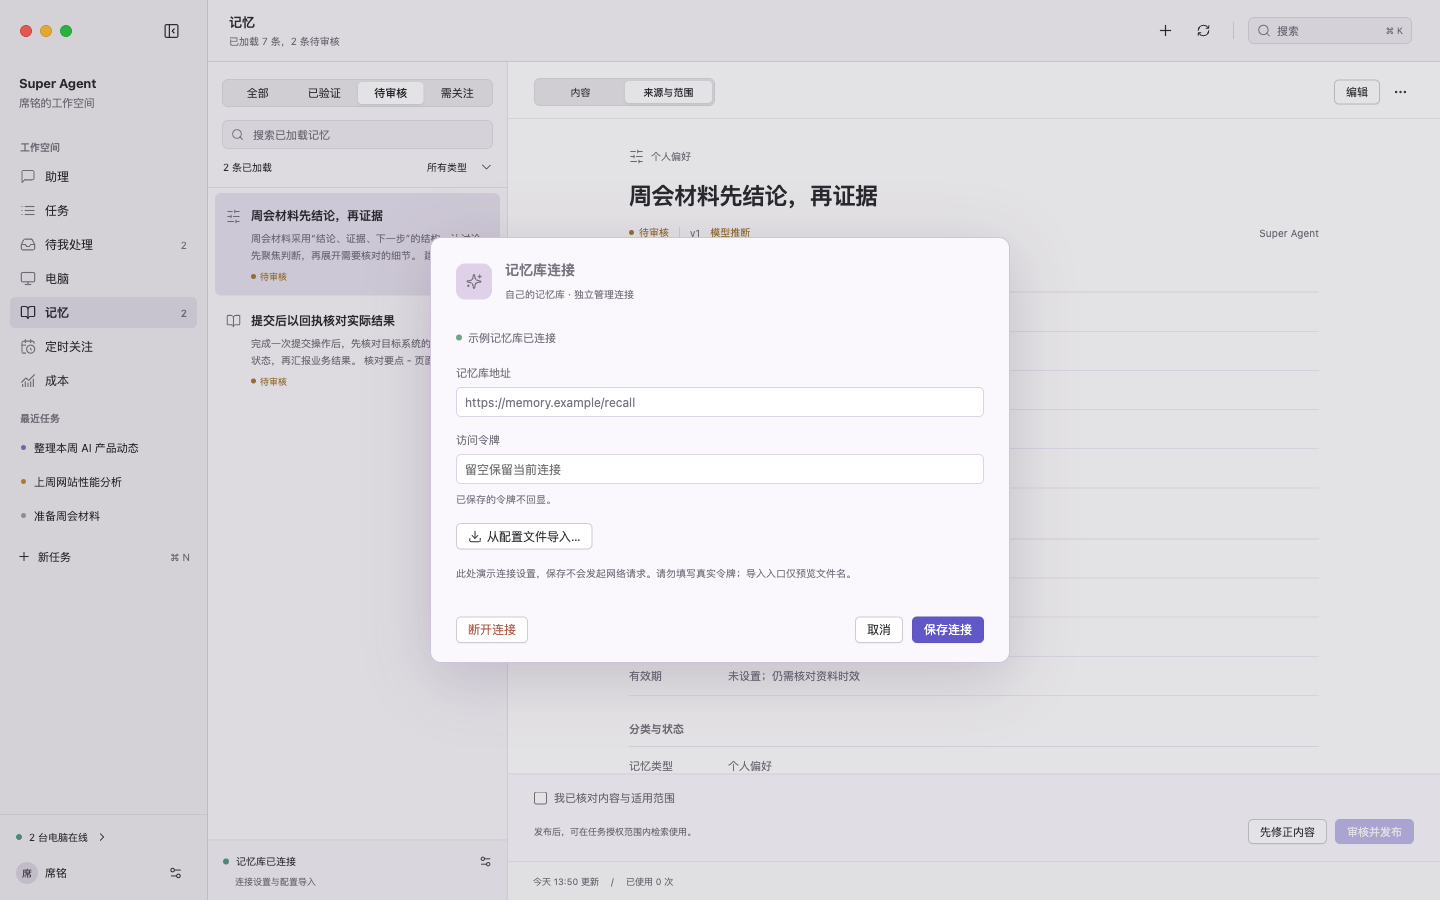 Super Agent
席铭的工作空间
工作空间
助理
任务
待我处理 2
电脑
记忆 2
定时关注
成本
最近任务
整理本周 AI 产品动态
上周网站性能分析
准备周会材料
新任务 ⌘ N
2 台电脑在线
席 席铭
记忆
已加载 7 条，2 条待审核
搜索 ⌘ K
全部 已验证 待审核 需关注
搜索已加载记忆
2 条已加载 所有类型
周会材料先结论，再证据
周会材料采用“结论、证据、下一步”的结构，
先聚焦判断，再展开需要核对的细节。
待审核
提交后以回执核对实际结果
完成一次提交操作后，先核对目标系统的
状态，再汇报业务结果。 核对要点 - 页面
待审核
记忆库已连接
连接设置与配置导入
内容 来源与范围
编辑
个人偏好
周会材料先结论，再证据
待审核 v1 模型推断 Super Agent
记忆库连接
自己的记忆库 · 独立管理连接
示例记忆库已连接
记忆库地址
https://memory.example/recall
访问令牌
留空保留当前连接
已保存的令牌不回显。
从配置文件导入...
此处演示连接设置，保存不会发起网络请求。请勿填写真实令牌；导入入口仅预览文件名。
断开连接 取消 保存连接
有效期 未设置；仍需核对资料时效
分类与状态
记忆类型 个人偏好
我已核对内容与适用范围
发布后，可在任务授权范围内检索使用。
先修正内容 审核并发布
今天 13:50 更新 / 已使用 0 次